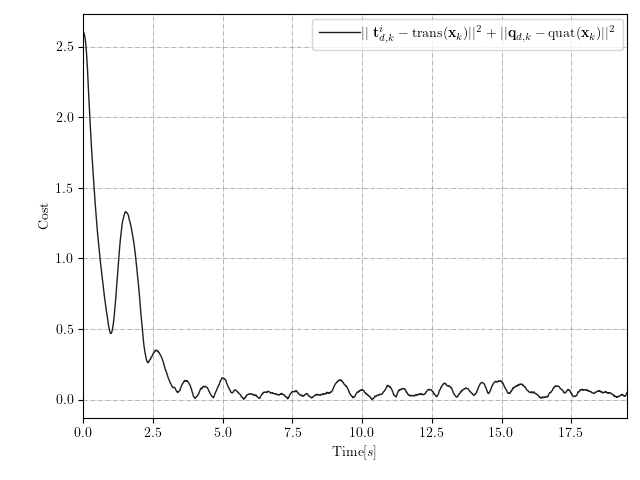 || t^i_{d,k} − trans(x_k)||^2 + ||q_{d,k} − quat(x_k)||^2
2.5
2.0
1.5
1.0
0.5
0.0
Cost
0.0 2.5 5.0 7.5 10.0 12.5 15.0 17.5
Time[s]